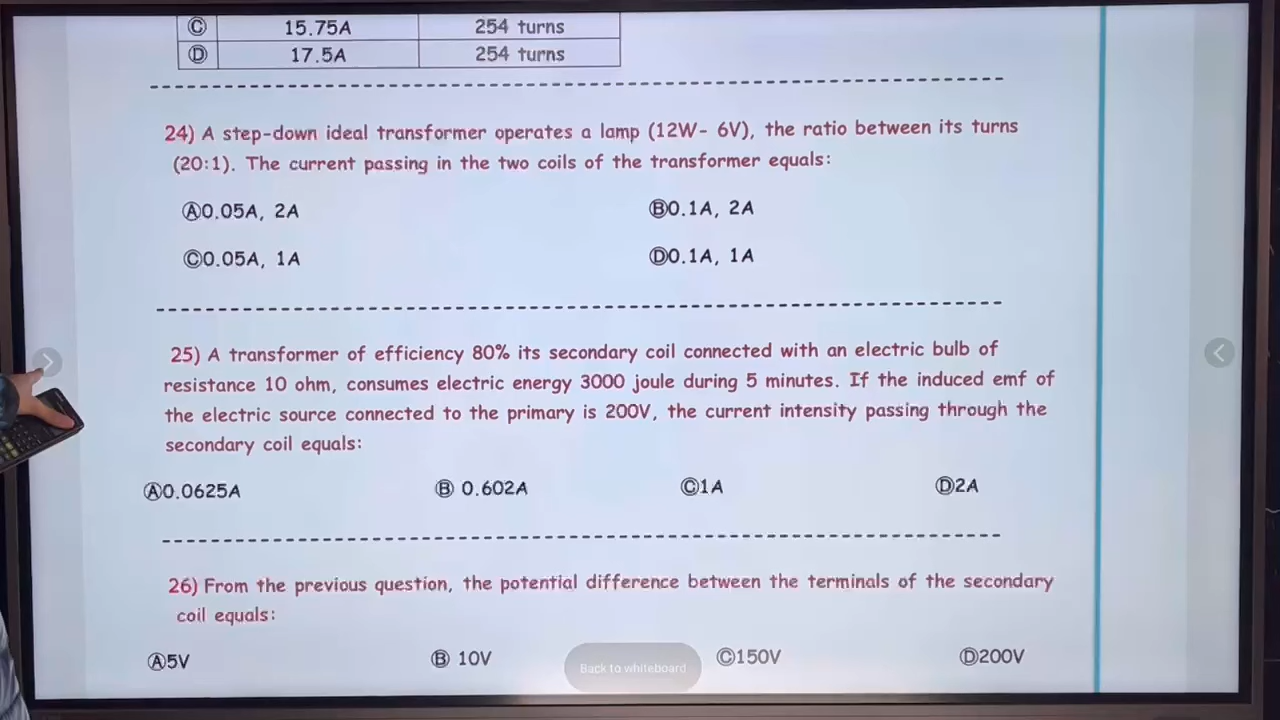 Ⓒ 15.75A 254 turns
Ⓓ 17.5A 254 turns
24) A step-down ideal transformer operates a lamp (12W- 6V), the ratio between its turns
(20:1). The current passing in the two coils of the transformer equals:
Ⓐ0.05A, 2A Ⓑ0.1A, 2A
Ⓒ0.05A, 1A Ⓓ0.1A, 1A
25) A transformer of efficiency 80% its secondary coil connected with an electric bulb of
resistance 10 ohm, consumes electric energy 3000 joule during 5 minutes. If the induced emf of
the electric source connected to the primary is 200V, the current intensity passing through the
secondary coil equals:
Ⓐ0.0625A Ⓑ 0.602A Ⓒ1A Ⓓ2A
26) From the previous question, the potential difference between the terminals of the secondary
coil equals:
Ⓐ5V Ⓑ 10V Ⓒ150V Ⓓ200V
Back to whiteboard